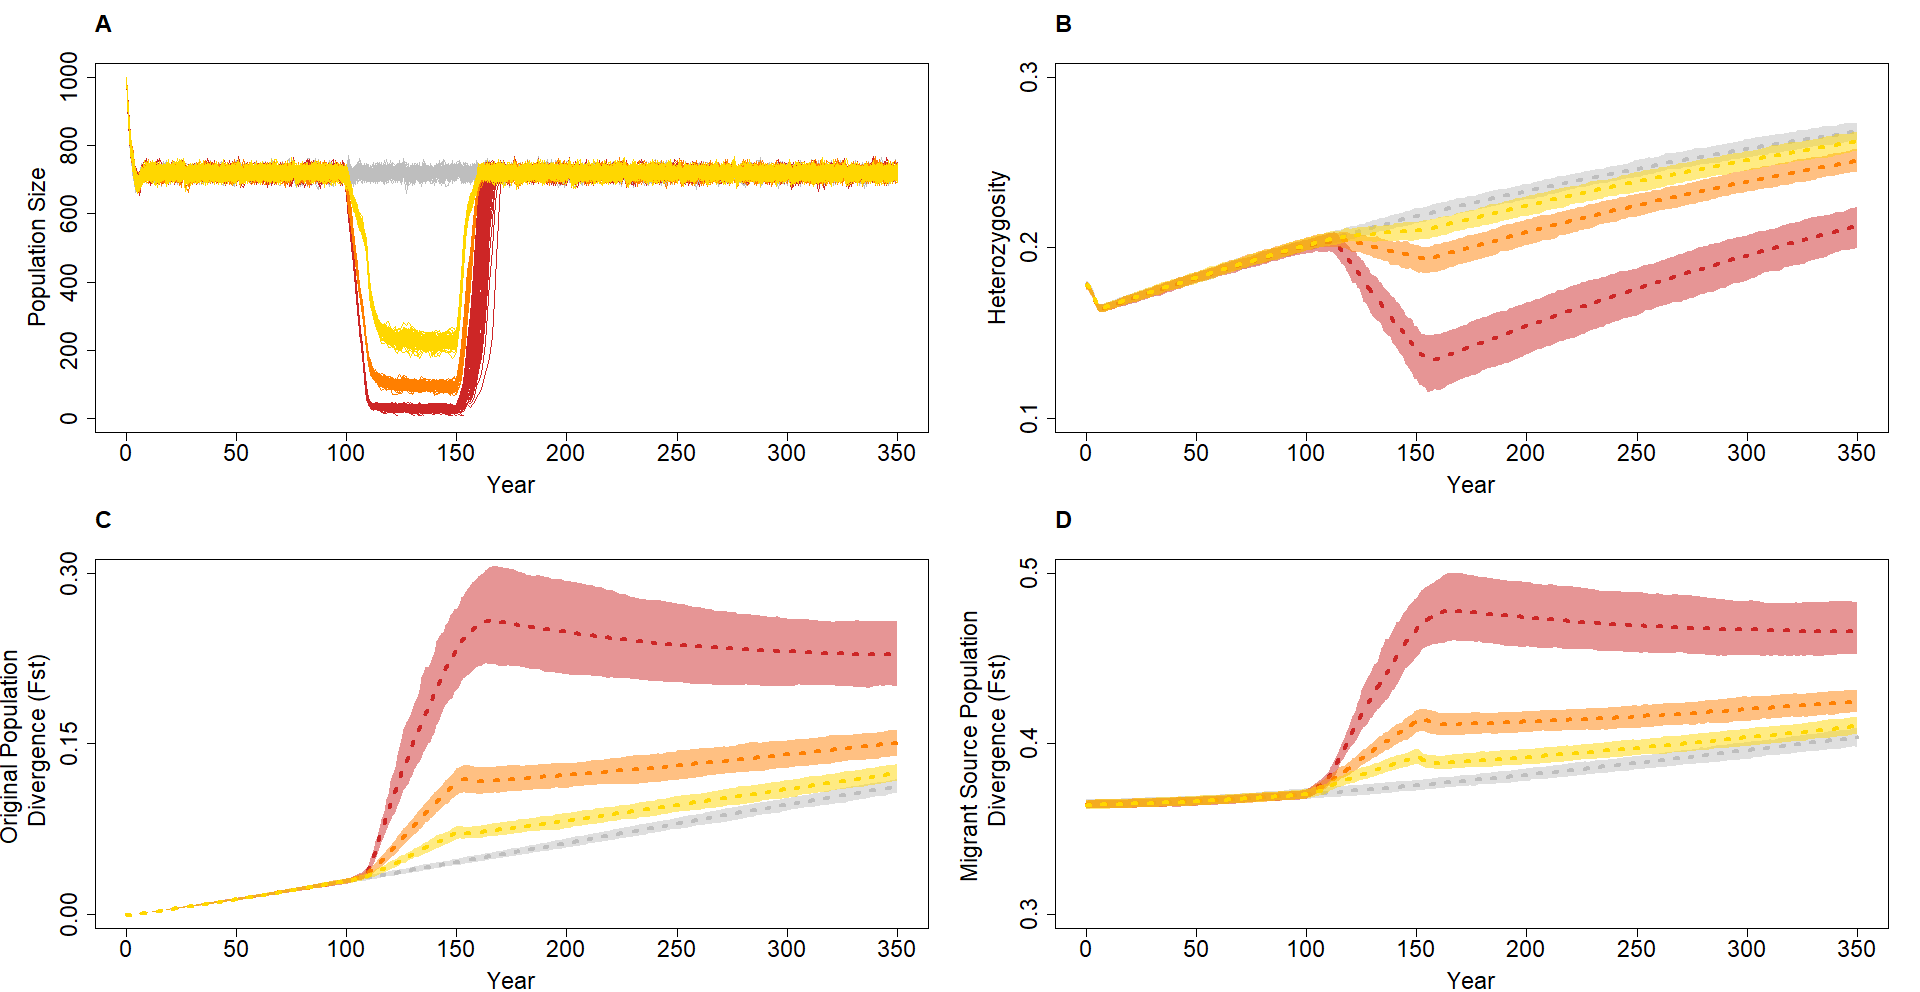 A
Population Size
1000
800
600
400
200
0
0 50 100 150 200 250 300 350
Year
B
Heterozygosity
0.3
0.2
0.1
0 50 100 150 200 250 300 350
Year
C
Original Population
Divergence (Fst)
0.30
0.15
0.00
0 50 100 150 200 250 300 350
Year
D
Migrant Source Population
Divergence (Fst)
0.5
0.4
0.3
0 50 100 150 200 250 300 350
Year